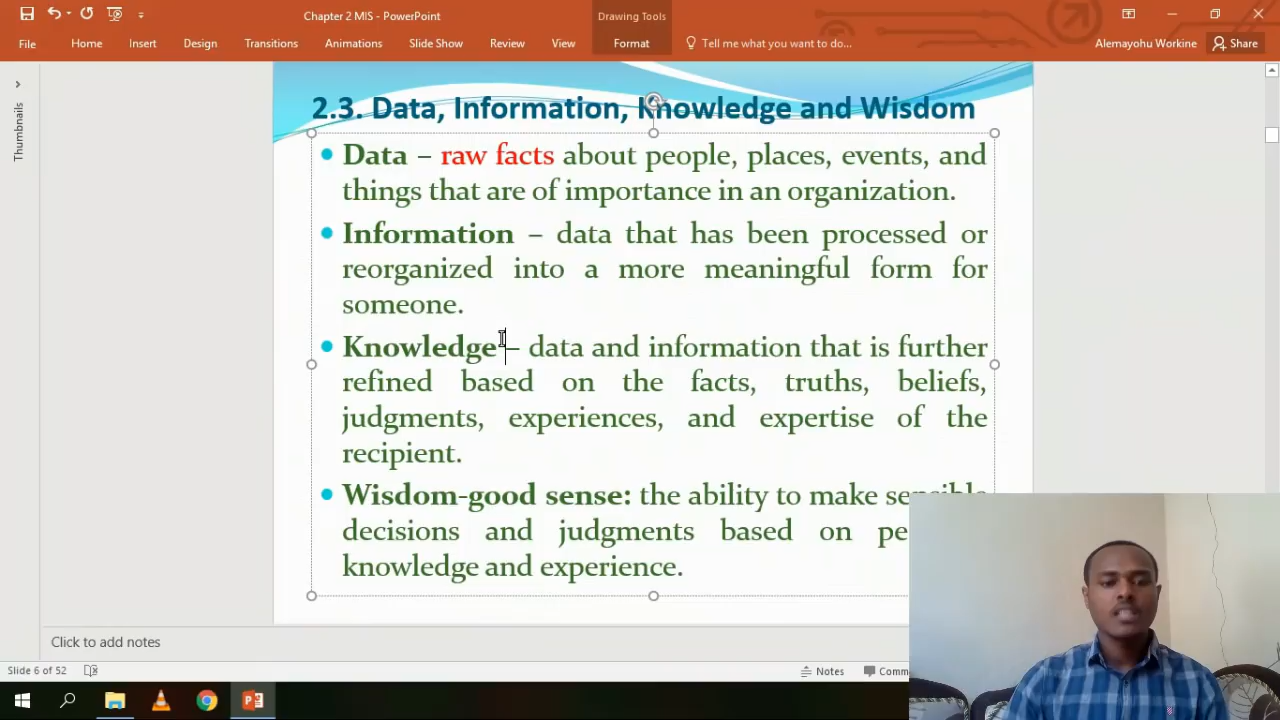 Chapter 2 MIS - PowerPoint
Drawing Tools
File Home Insert Design Transitions Animations Slide Show Review View Format Tell me what you want to do... Alemayohu Workine Share
Thumbnails
2.3. Data, Information, Knowledge and Wisdom
• Data – raw facts about people, places, events, and
things that are of importance in an organization.
• Information – data that has been processed or
reorganized into a more meaningful form for
someone.
• Knowledge – data and information that is further
refined based on the facts, truths, beliefs,
judgments, experiences, and expertise of the
recipient.
• Wisdom-good sense: the ability to make sensible
decisions and judgments based on
knowledge and experience.
Click to add notes
Slide 6 of 52 Notes Comm